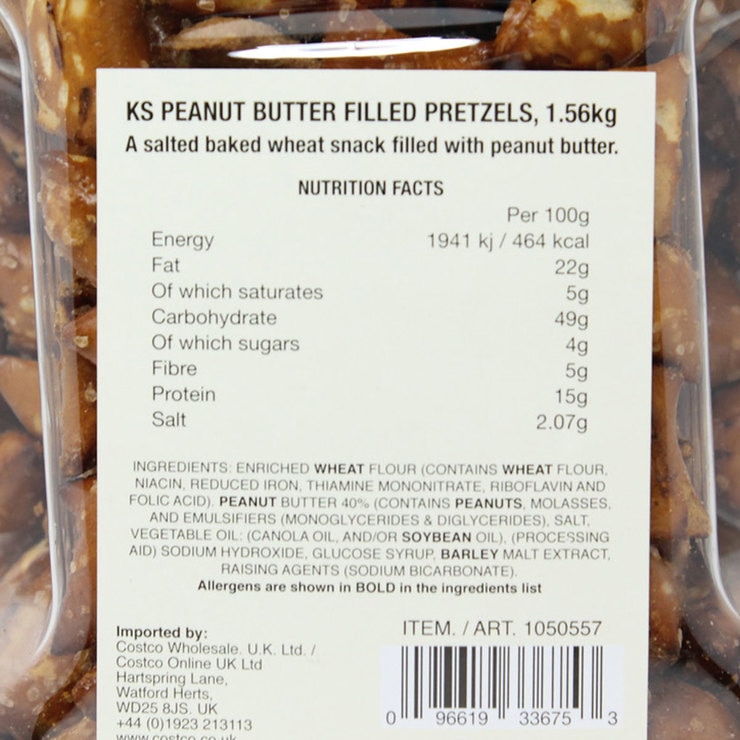 KS PEANUT BUTTER FILLED PRETZELS, 1.56kg
A salted baked wheat snack filled with peanut butter.
NUTRITION FACTS
Per 100g
Energy 1941 kj / 464 kcal
Fat 22g
Of which saturates 5g
Carbohydrate 49g
Of which sugars 4g
Fibre 5g
Protein 15g
Salt 2.07g
INGREDIENTS: ENRICHED WHEAT FLOUR (CONTAINS WHEAT FLOUR,
NIACIN, REDUCED IRON, THIAMINE MONONITRATE, RIBOFLAVIN AND
FOLIC ACID), PEANUT BUTTER 40% (CONTAINS PEANUTS, MOLASSES,
AND EMULSIFIERS (MONOGLYCERIDES & DIGLYCERIDES), SALT,
VEGETABLE OIL: (CANOLA OIL, AND/OR SOYBEAN OIL), (PROCESSING
AID) SODIUM HYDROXIDE, GLUCOSE SYRUP, BARLEY MALT EXTRACT,
RAISING AGENTS (SODIUM BICARBONATE).
Allergens are shown in BOLD in the ingredients list
Imported by:
Costco Wholesale. U.K. Ltd. /
Costco Online UK Ltd
Hartspring Lane,
Watford Herts,
WD25 8JS. UK
+44 (0)1923 213113
www.costco.co.uk
ITEM. / ART. 1050557
0 96619 33675 3